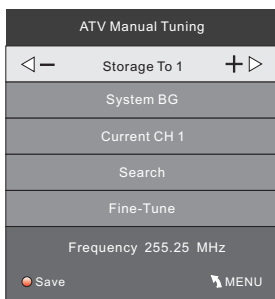 ATV Manual Tuning
Storage To 1
System BG
Current CH 1
Search
Fine-Tune
Frequency 255.25 MHz
Save MENU